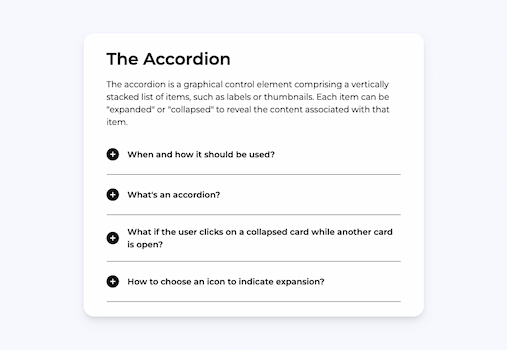 The Accordion
The accordion is a graphical control element comprising a vertically
stacked list of items, such as labels or thumbnails. Each item can be
"expanded" or "collapsed" to reveal the content associated with that
item.
When and how it should be used?
What's an accordion?
What if the user clicks on a collapsed card while another card
is open?
How to choose an icon to indicate expansion?